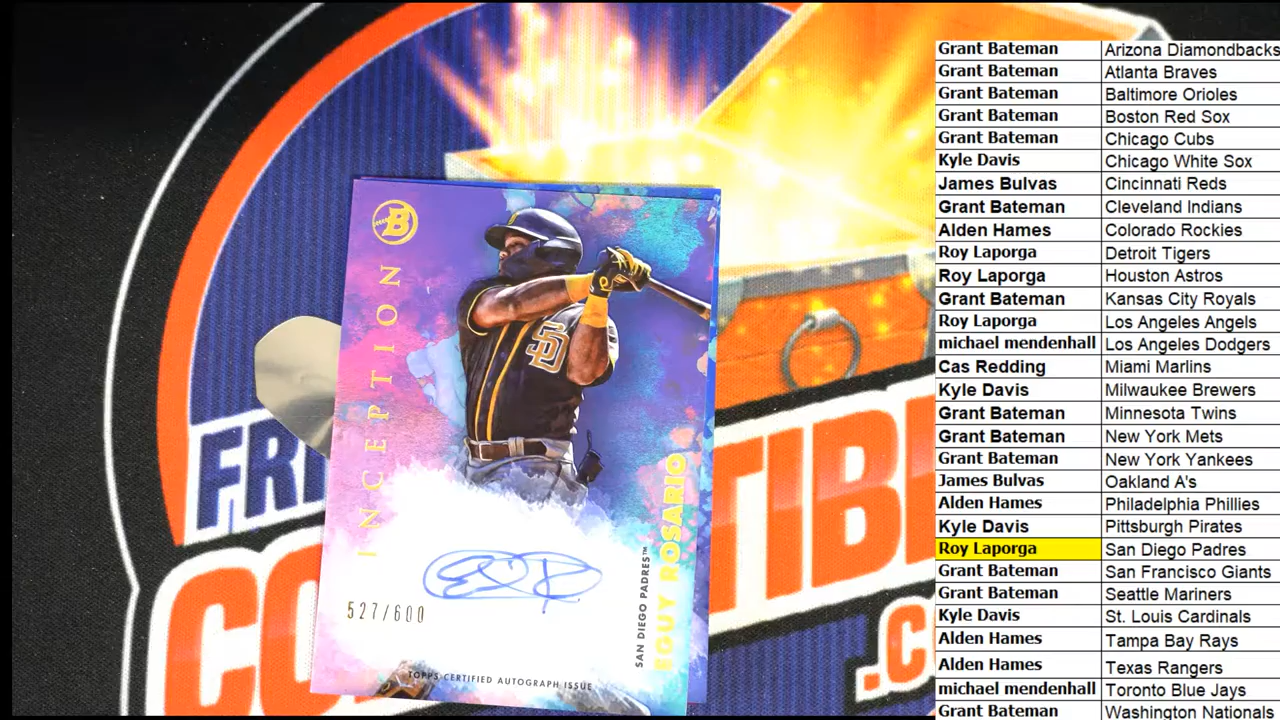 INCEPTION
B
SD
EGUY ROSARIO
SAN DIEGO PADRES™
527/600
TOPPS CERTIFIED AUTOGRAPH ISSUE
Grant Bateman Arizona Diamondbacks
Grant Bateman Atlanta Braves
Grant Bateman Baltimore Orioles
Grant Bateman Boston Red Sox
Grant Bateman Chicago Cubs
Kyle Davis Chicago White Sox
James Bulvas Cincinnati Reds
Grant Bateman Cleveland Indians
Alden Hames Colorado Rockies
Roy Laporga Detroit Tigers
Roy Laporga Houston Astros
Grant Bateman Kansas City Royals
Roy Laporga Los Angeles Angels
michael mendenhall Los Angeles Dodgers
Cas Redding Miami Marlins
Kyle Davis Milwaukee Brewers
Grant Bateman Minnesota Twins
Grant Bateman New York Mets
Grant Bateman New York Yankees
James Bulvas Oakland A's
Alden Hames Philadelphia Phillies
Kyle Davis Pittsburgh Pirates
Roy Laporga San Diego Padres
Grant Bateman San Francisco Giants
Grant Bateman Seattle Mariners
Kyle Davis St. Louis Cardinals
Alden Hames Tampa Bay Rays
Alden Hames Texas Rangers
michael mendenhall Toronto Blue Jays
Grant Bateman Washington Nationals